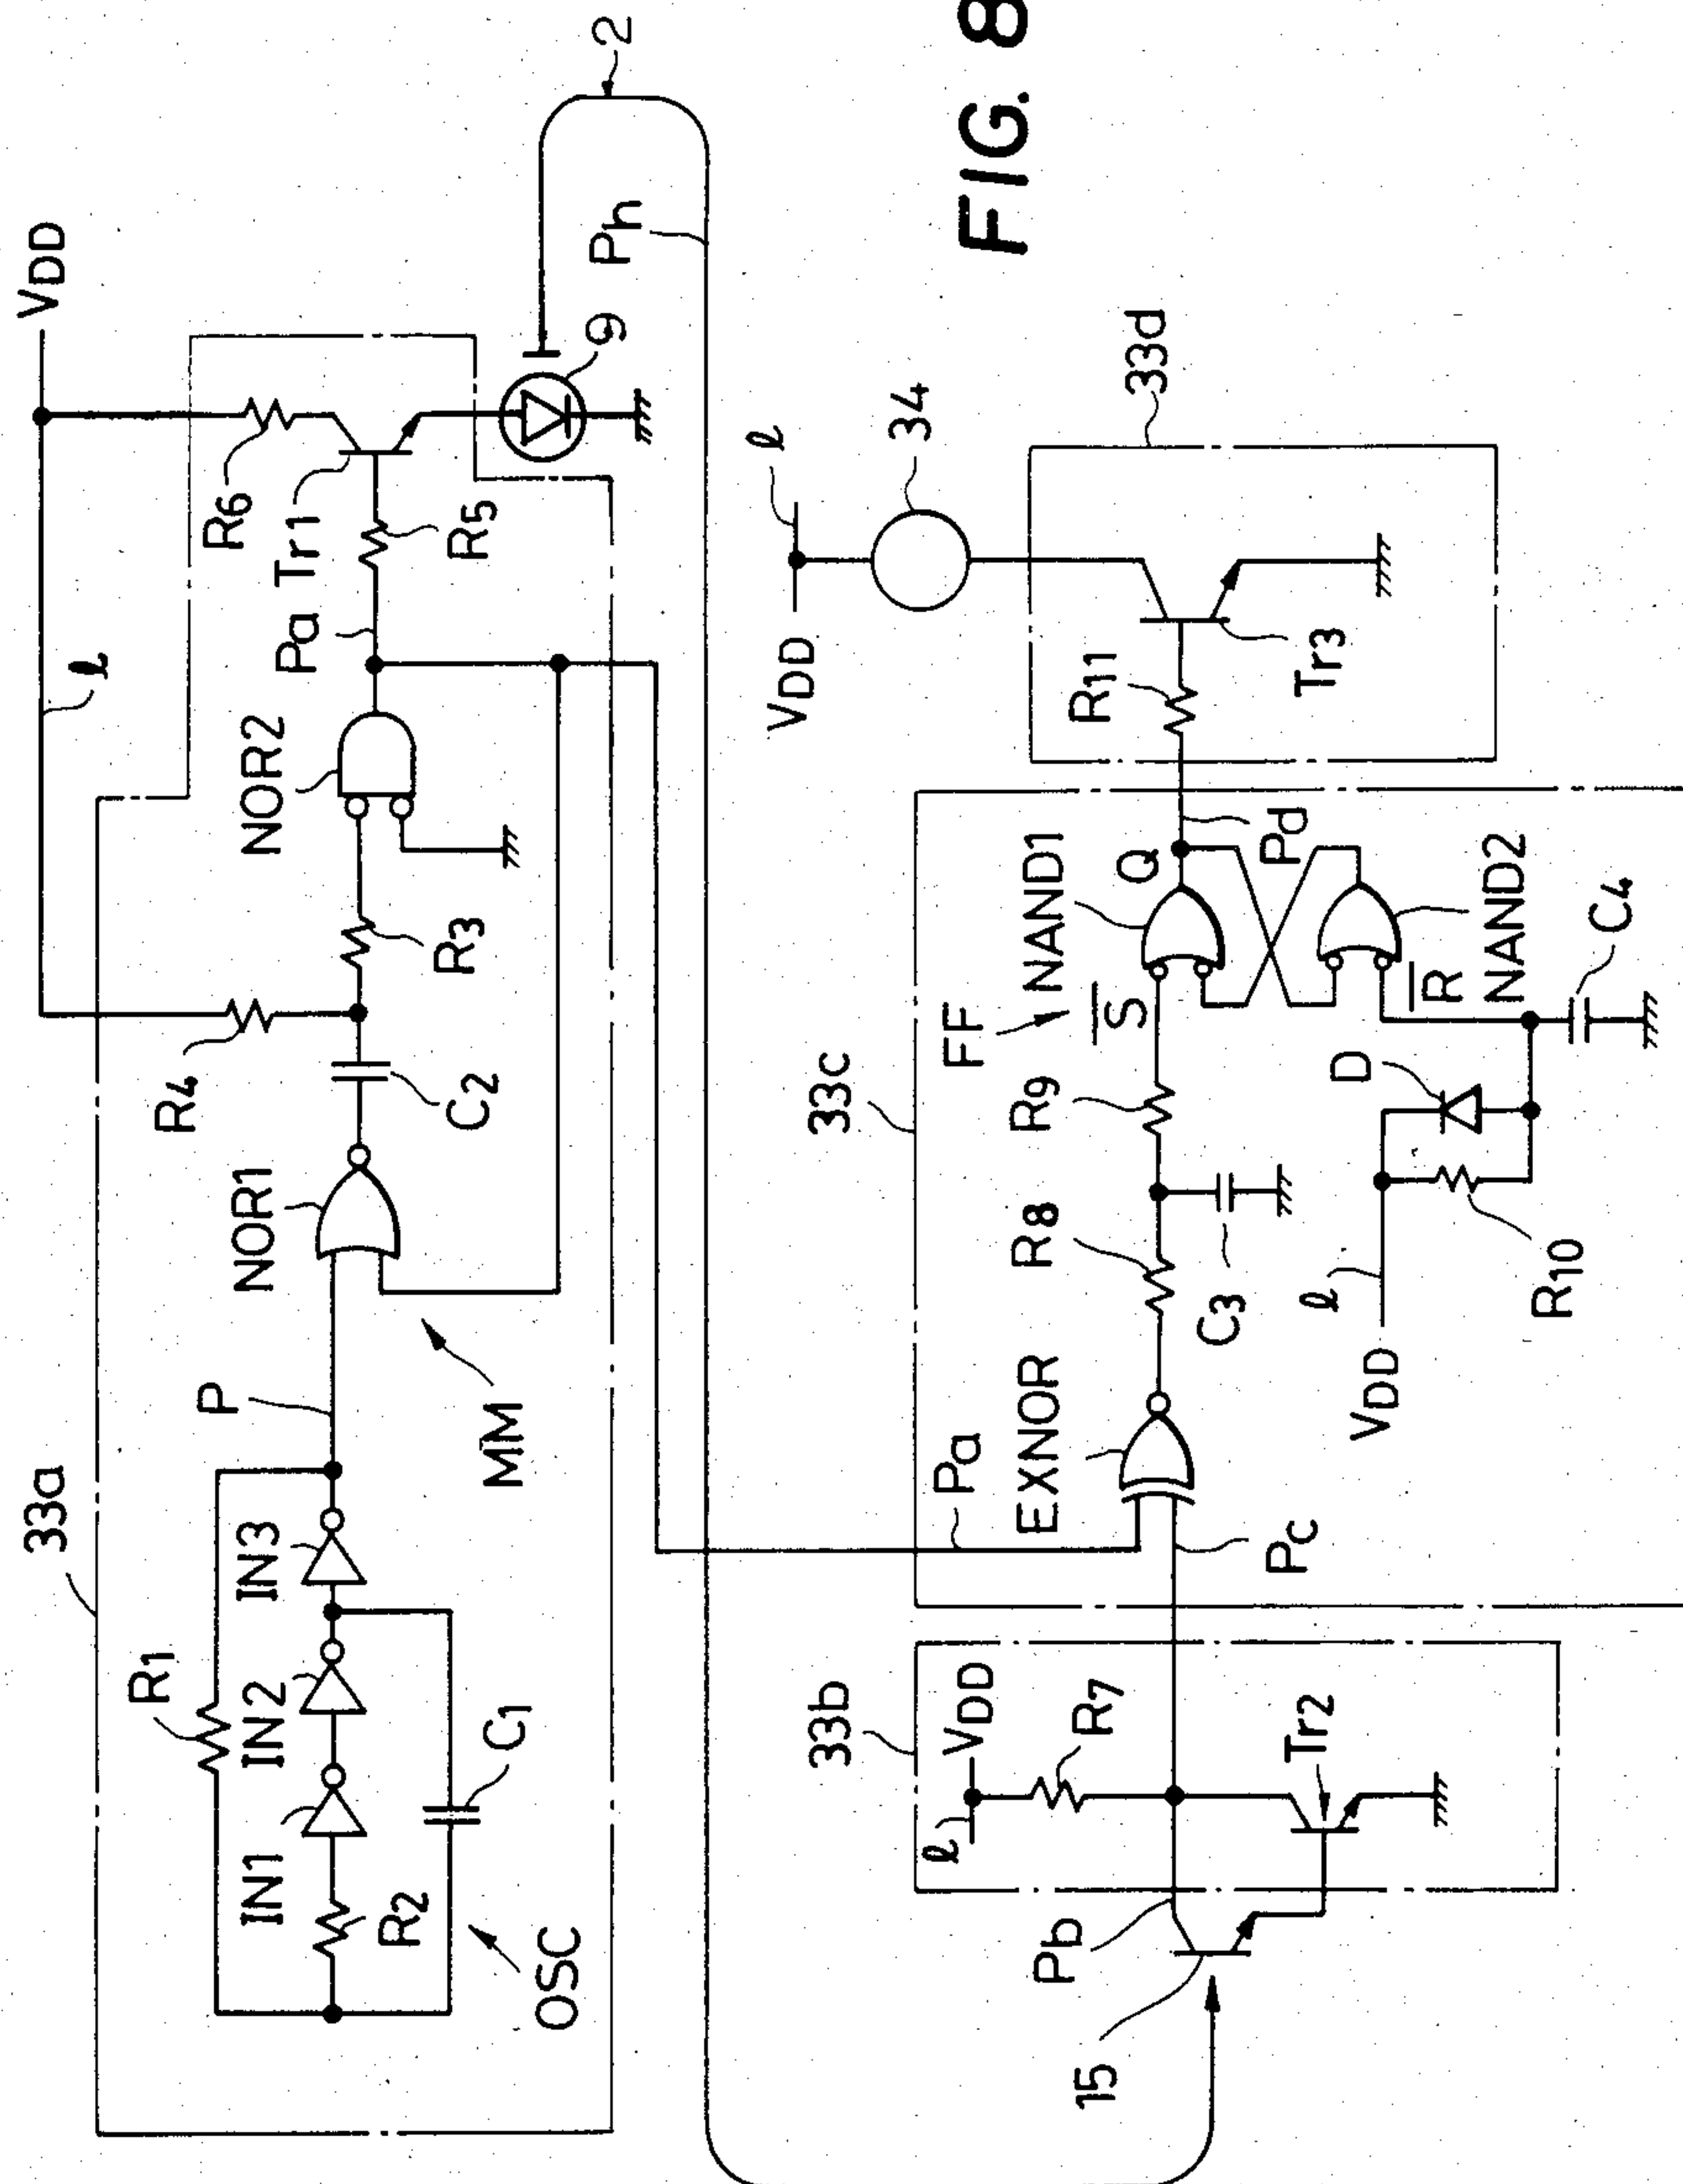 33a
R1
IN1
IN2
IN3
R2
C1
OSC
P
MM
NOR1
R4
C2
R3
ℓ
NOR2
Pa
R6
Tr1
R5
VDD
9
Ph
2
FIG. 8
15
Pb
33b
ℓ
VDD
R7
Tr2
Pc
Pa
EXNOR
33c
R8
C3
R9
FF
S
NAND1
Q
Pd
R
NAND2
D
ℓ
VDD
R10
C4
VDD
ℓ
34
33d
R11
Tr3